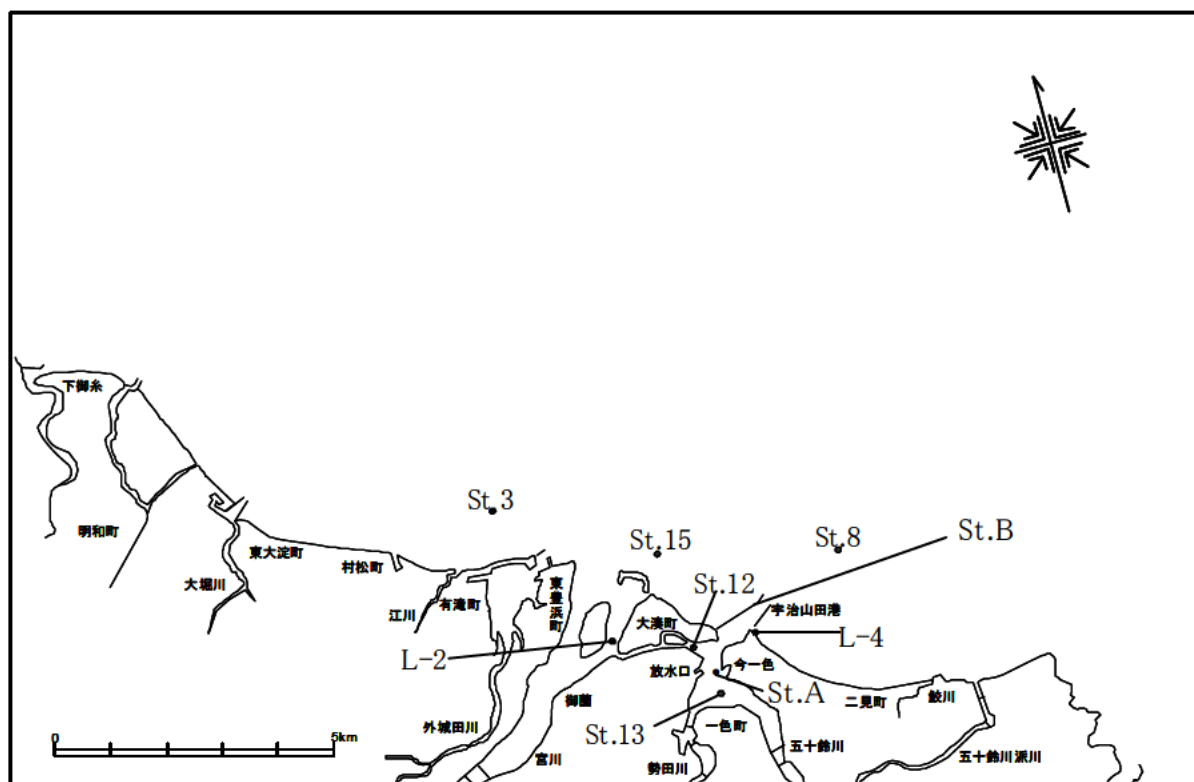 下御糸
明和町
大堀川
東大淀町
村松町
St.3
江川
有滝町
東豊浜町
St.15
St.8
St.B
St.12
大湊町
宇治山田港
L-4
L-2
放水口
今一色
St.A
二見町
鮫川
御薗
St.13
一色町
外城田川
宮川
勢田川
五十鈴川
五十鈴川派川
0
5km